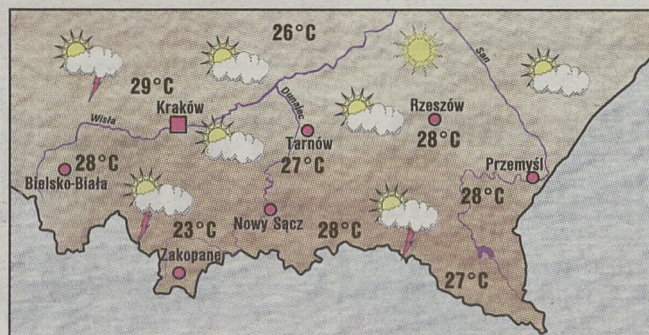 26°C
San
29°C
Kraków
Dunajec
Rzeszów
Wisła
Tarnów
28°C
28°C
27°C
Przemyśl
Bielsko-Biała
28°C
Nowy Sącz
23°C
28°C
Zakopane
27°C